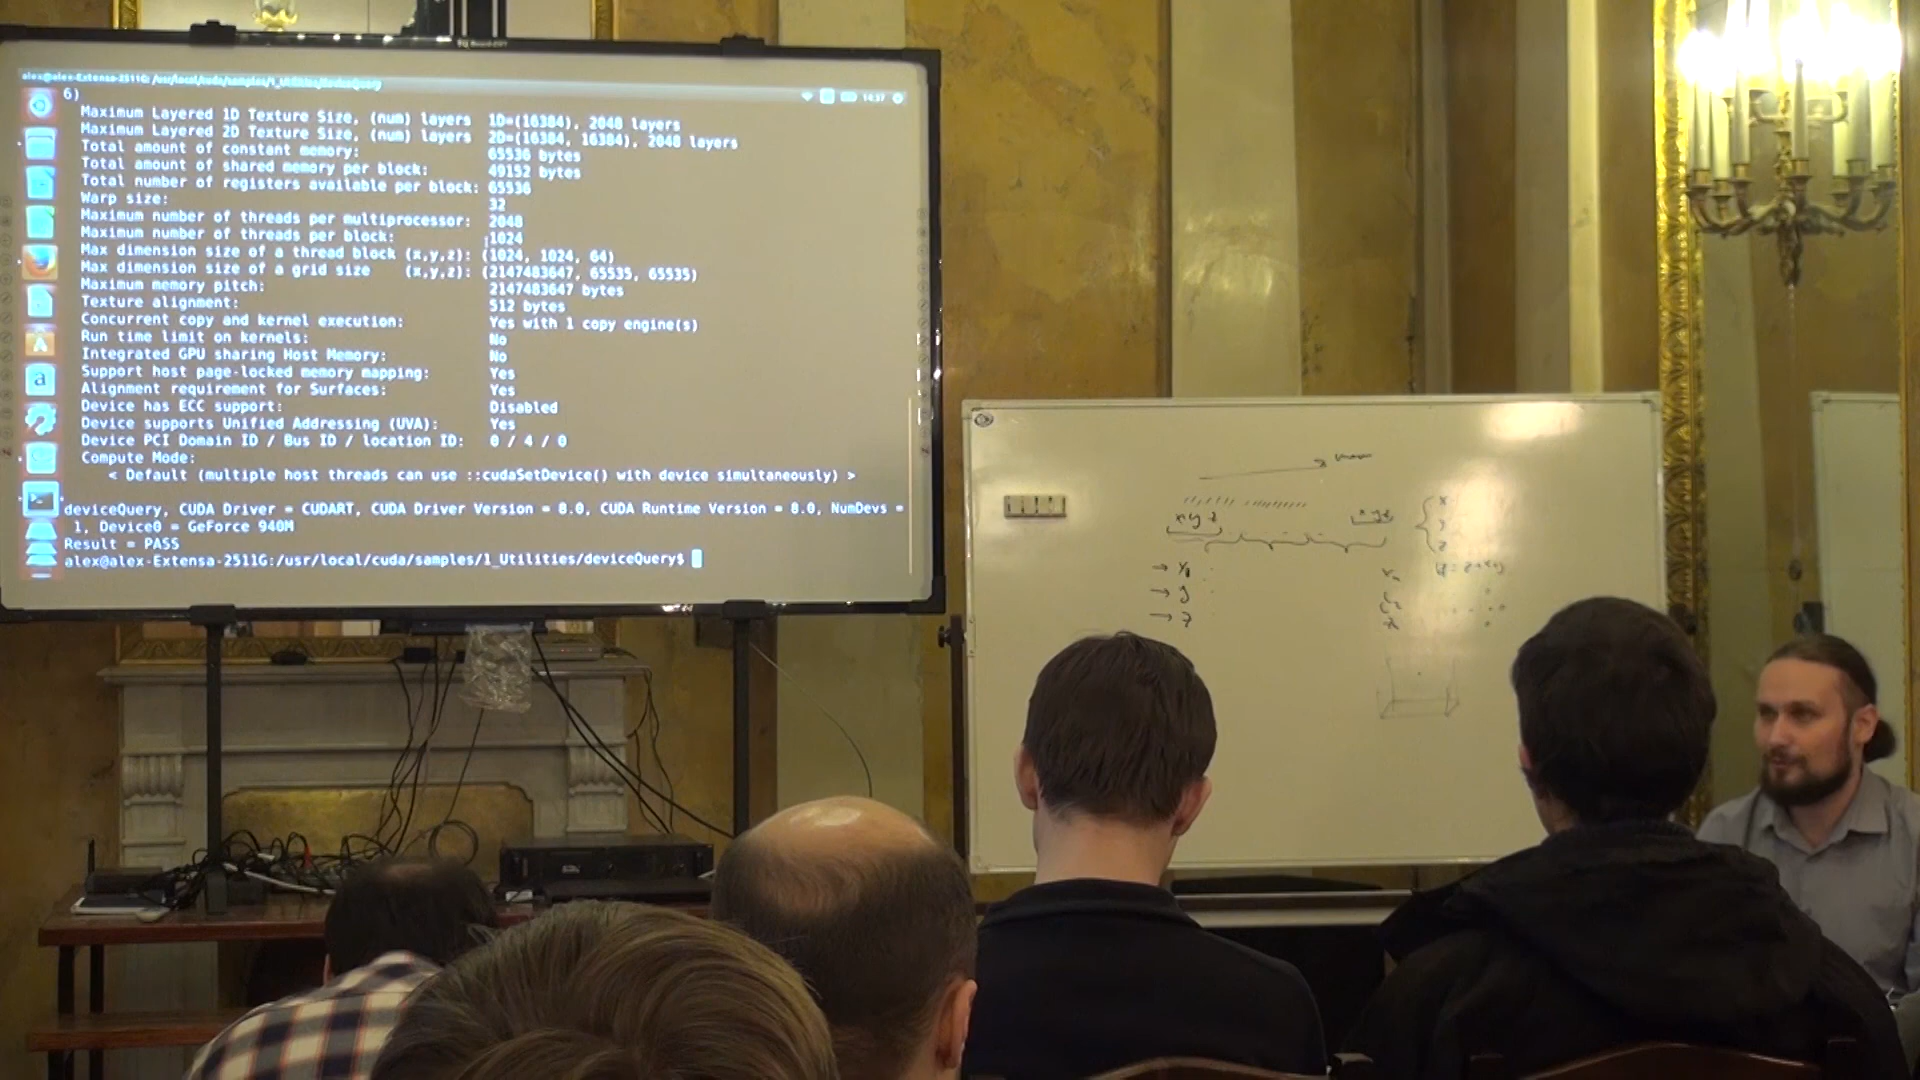 alex@alex-Extensa-2511G: /usr/local/cuda/samples/1_Utilities/deviceQuery
14:37
6)
Maximum Layered 1D Texture Size, (num) layers 1D=(16384), 2048 layers
Maximum Layered 2D Texture Size, (num) layers 2D=(16384, 16384), 2048 layers
Total amount of constant memory: 65536 bytes
Total amount of shared memory per block: 49152 bytes
Total number of registers available per block: 65536
Warp size: 32
Maximum number of threads per multiprocessor: 2048
Maximum number of threads per block: 1024
Max dimension size of a thread block (x,y,z): (1024, 1024, 64)
Max dimension size of a grid size (x,y,z): (2147483647, 65535, 65535)
Maximum memory pitch: 2147483647 bytes
Texture alignment: 512 bytes
Concurrent copy and kernel execution: Yes with 1 copy engine(s)
Run time limit on kernels: No
Integrated GPU sharing Host Memory: No
Support host page-locked memory mapping: Yes
Alignment requirement for Surfaces: Yes
Device has ECC support: Disabled
Device supports Unified Addressing (UVA): Yes
Device PCI Domain ID / Bus ID / location ID: 0 / 4 / 0
Compute Mode:
< Default (multiple host threads can use ::cudaSetDevice() with device simultaneously) >
deviceQuery, CUDA Driver = CUDART, CUDA Driver Version = 8.0, CUDA Runtime Version = 8.0, NumDevs =
1, Device0 = GeForce 940M
Result = PASS
alex@alex-Extensa-2511G:/usr/local/cuda/samples/1_Utilities/deviceQuery$
x y z
x y z
x
y
z